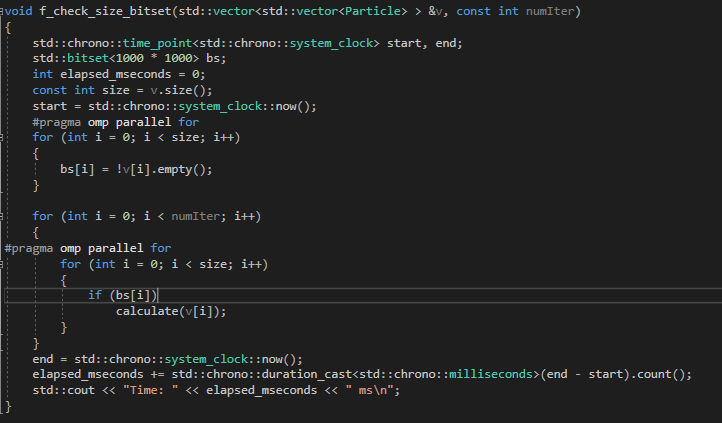 void f_check_size_bitset(std::vector<std::vector<Particle> > &v, const int numIter)
{
    std::chrono::time_point<std::chrono::system_clock> start, end;
    std::bitset<1000 * 1000> bs;
    int elapsed_mseconds = 0;
    const int size = v.size();
    start = std::chrono::system_clock::now();
    #pragma omp parallel for
    for (int i = 0; i < size; i++)
    {
        bs[i] = !v[i].empty();
    }

    for (int i = 0; i < numIter; i++)
    {
#pragma omp parallel for
        for (int i = 0; i < size; i++)
        {
            if (bs[i])
                calculate(v[i]);
        }
    }
    end = std::chrono::system_clock::now();
    elapsed_mseconds += std::chrono::duration_cast<std::chrono::milliseconds>(end - start).count();
    std::cout << "Time: " << elapsed_mseconds << " ms\n";
}